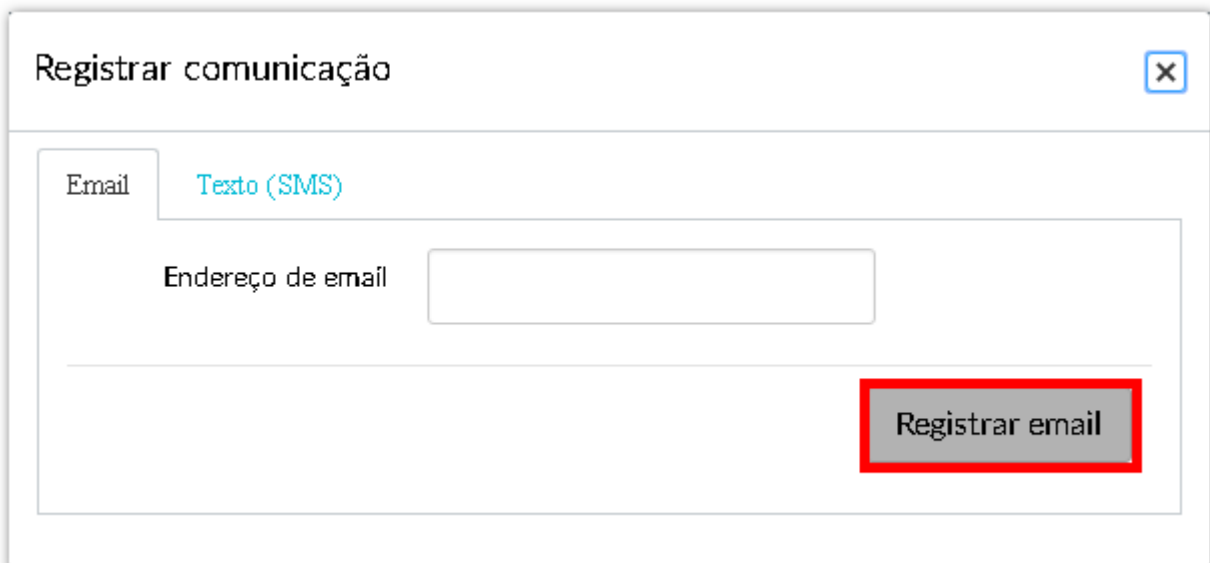 Registrar comunicação
Email
Texto (SMS)
Endereço de email
Registrar email